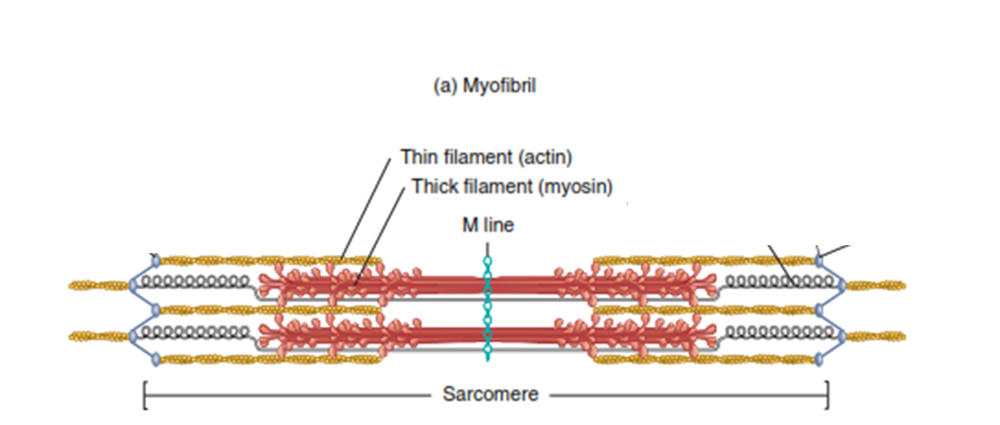 (a) Myofibril
Thin filament (actin)
Thick filament (myosin)
M line
Sarcomere